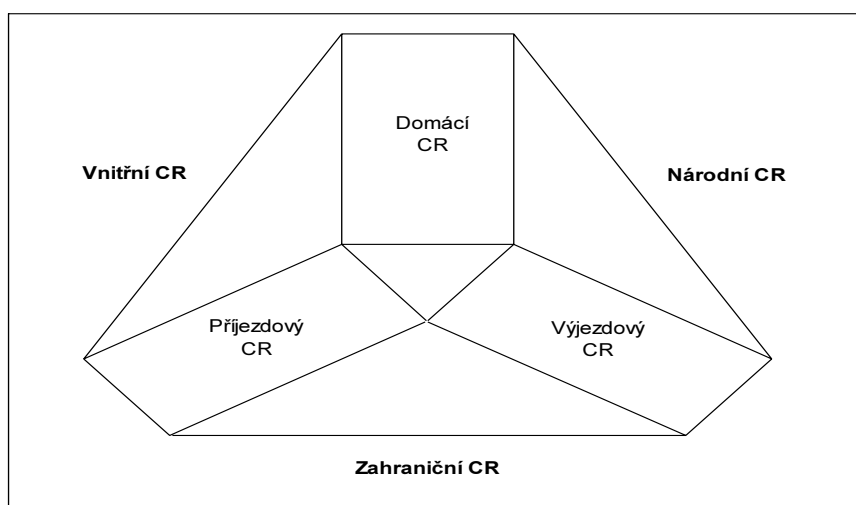 Domácí
CR
Vnitřní CR
Národní CR
Příjezdový
CR
Výjezdový
CR
Zahraniční CR